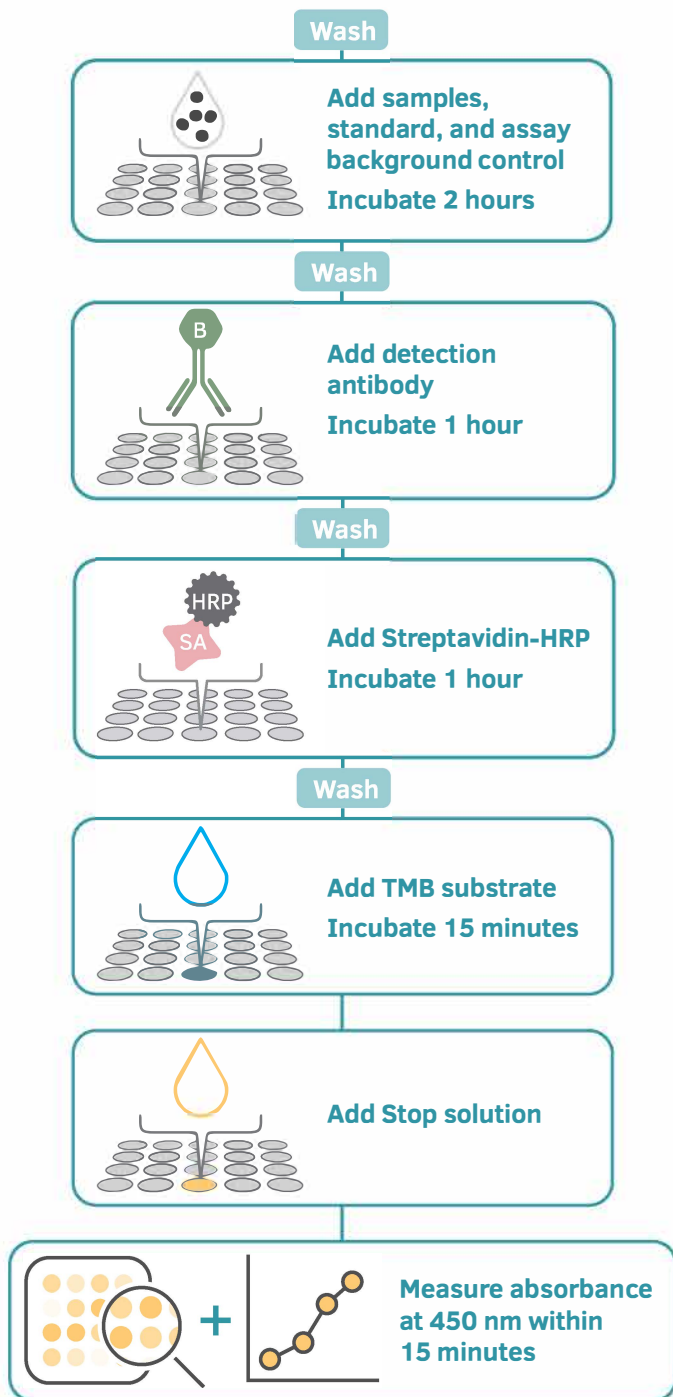 Wash
Add samples,
standard, and assay
background control
Incubate 2 hours
Wash
B
Add detection
antibody
Incubate 1 hour
Wash
HRP
SA
Add Streptavidin-HRP
Incubate 1 hour
Wash
Add TMB substrate
Incubate 15 minutes
Add Stop solution
+
Measure absorbance
at 450 nm within
15 minutes